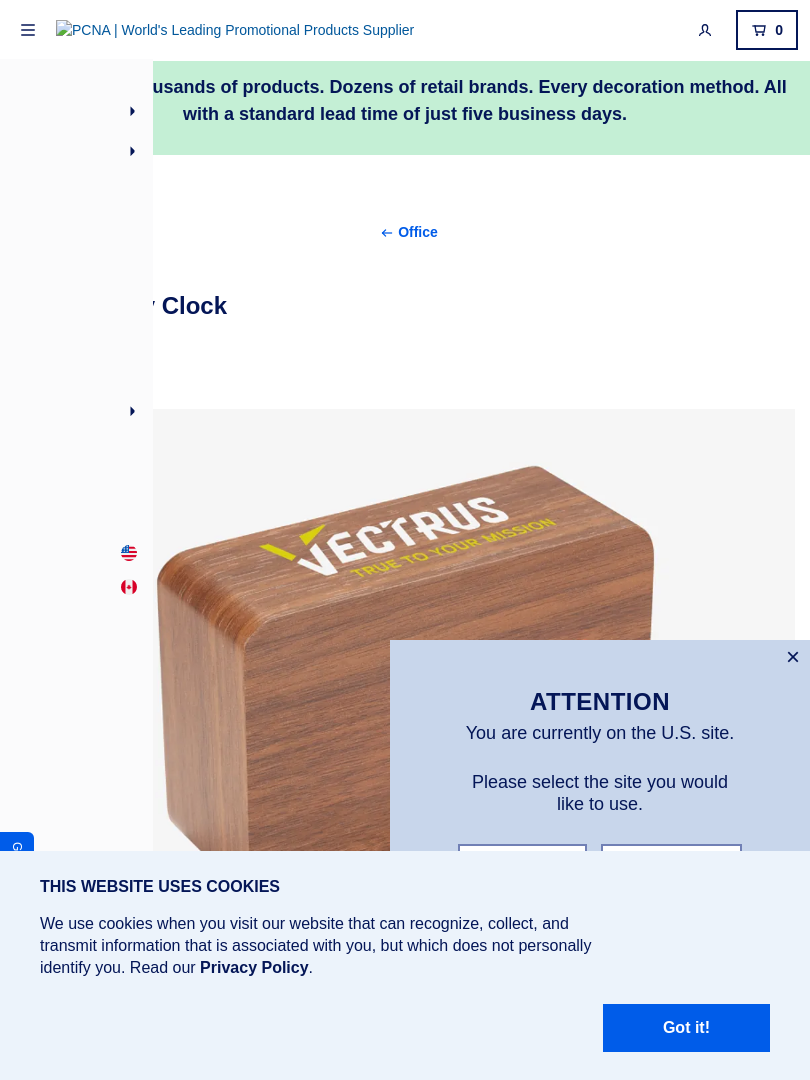 PCNA | World's Leading Promotional Products Supplier
0
of products. Dozens of retail brands. Every decoration method. All
with a standard lead time of just five business days.
Office
Clock
VECTRUS
TRUE TO YOUR MISSION
ATTENTION
You are currently on the U.S. site.
Please select the site you would
like to use.
THIS WEBSITE USES COOKIES
We use cookies when you visit our website that can recognize, collect, and
transmit information that is associated with you, but which does not personally
identify you. Read our Privacy Policy.
Got it!